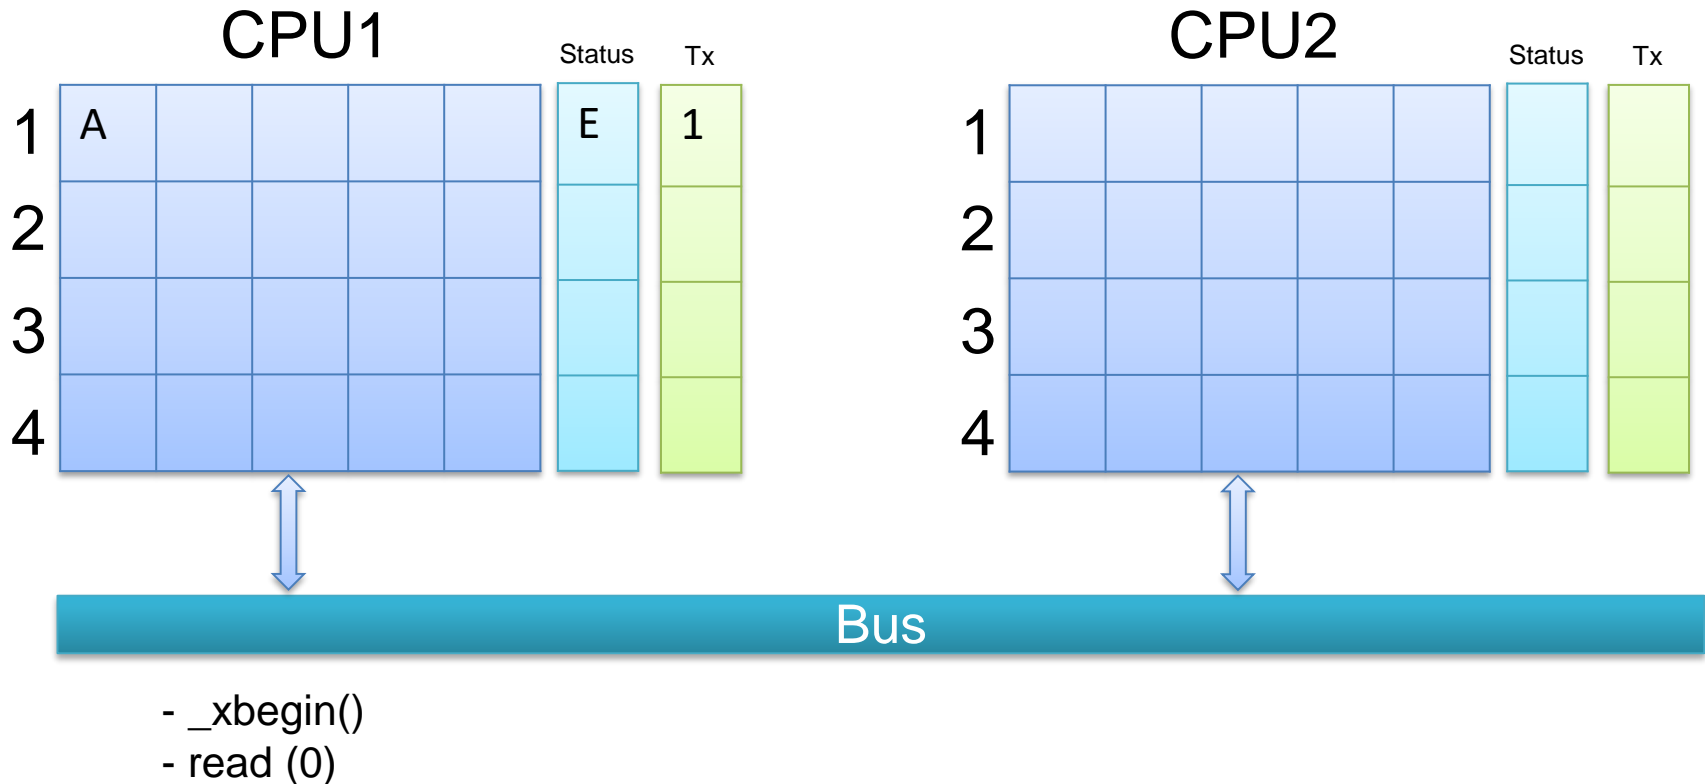 CPU1
Status
Tx
1
A
E
1
2
3
4
CPU2
Status
Tx
1
2
3
4
Bus
- _xbegin()
- read (0)